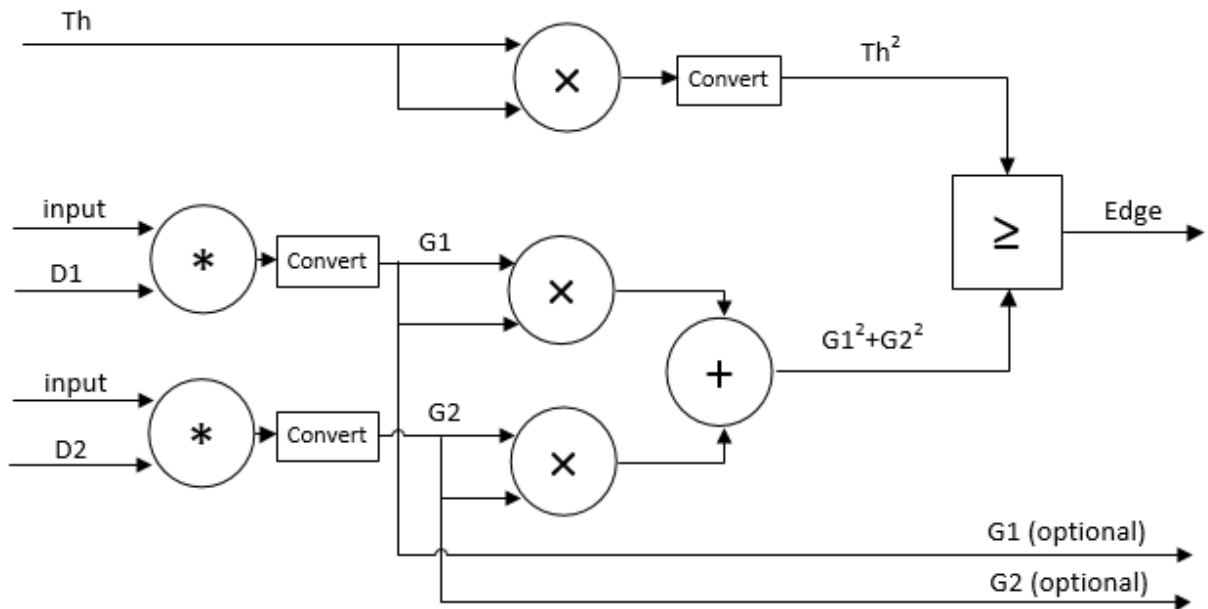 Th
×
Convert
Th²
input
*
D1
Convert
G1
×
≥
Edge
+
G1²+G2²
input
*
D2
Convert
G2
×
G1 (optional)
G2 (optional)